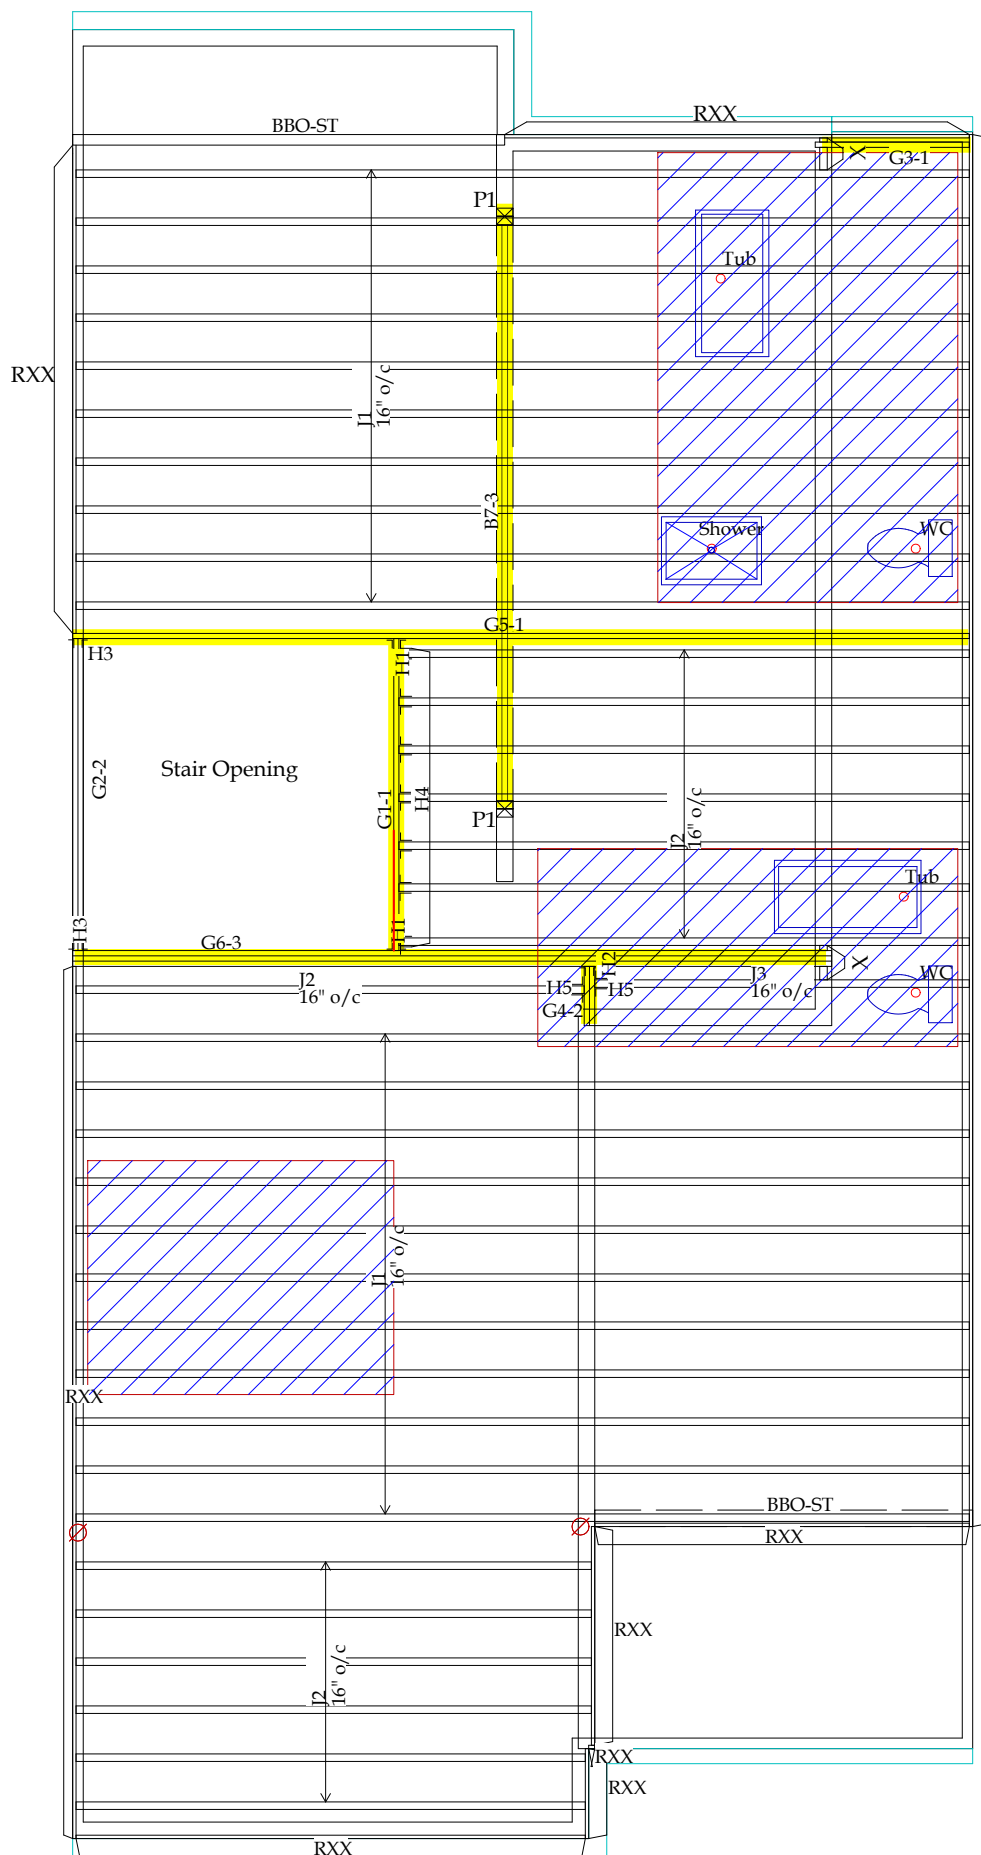 RXX
BBO-ST
X
G3-1
P1
Tub
RXX
J1
16" o/c
B7-3
Shower
WC
G5-1
H3
H1
G2-2
Stair Opening
G1-1
H4
P1
J2
16" o/c
Tub
H3
H1
G6-3
H2
X
J2
16" o/c
J3
16" o/c
WC
H5
H5
G4-2
J1
16" o/c
RXX
BBO-ST
RXX
RXX
J2
16" o/c
RXX
RXX
RXX